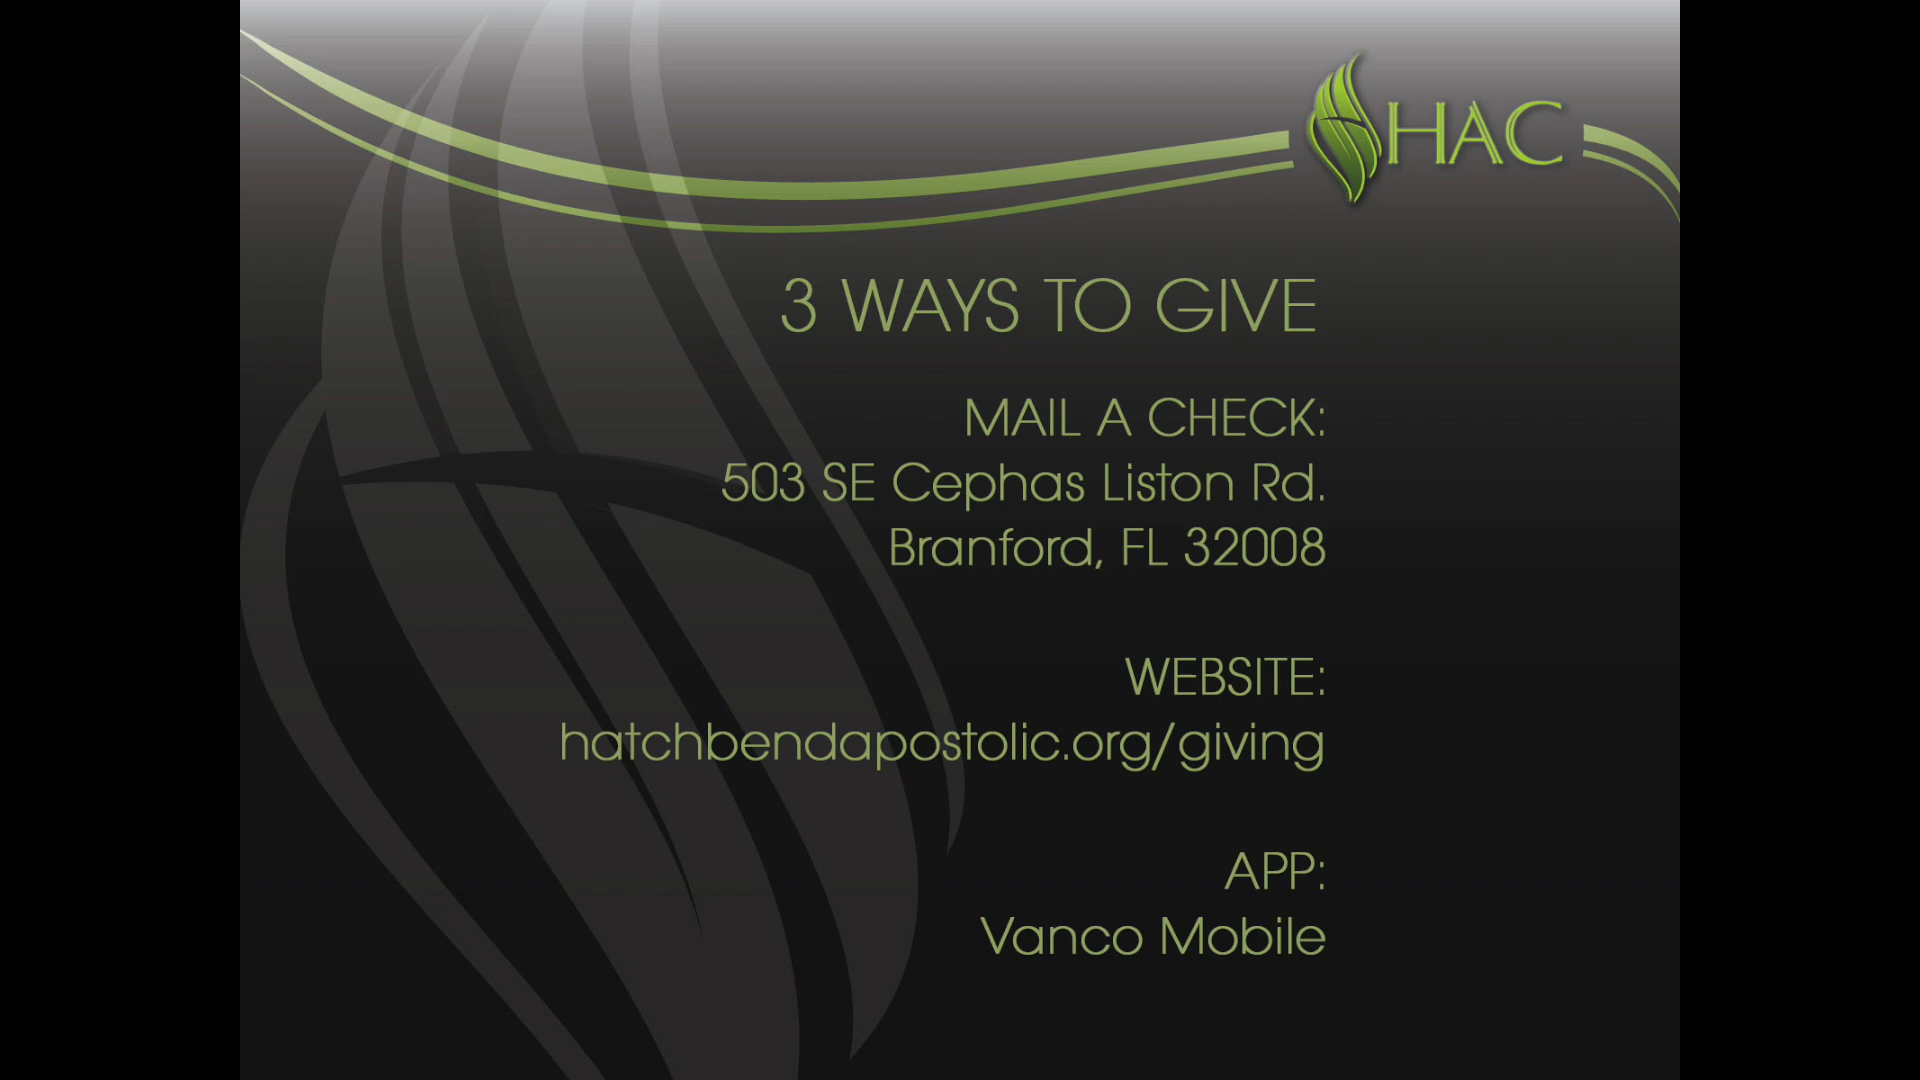 HAC
3 WAYS TO GIVE
MAIL A CHECK:
503 SE Cephas Liston Rd.
Branford, FL 32008
WEBSITE:
hatchbendapostolic.org/giving
APP:
Vanco Mobile